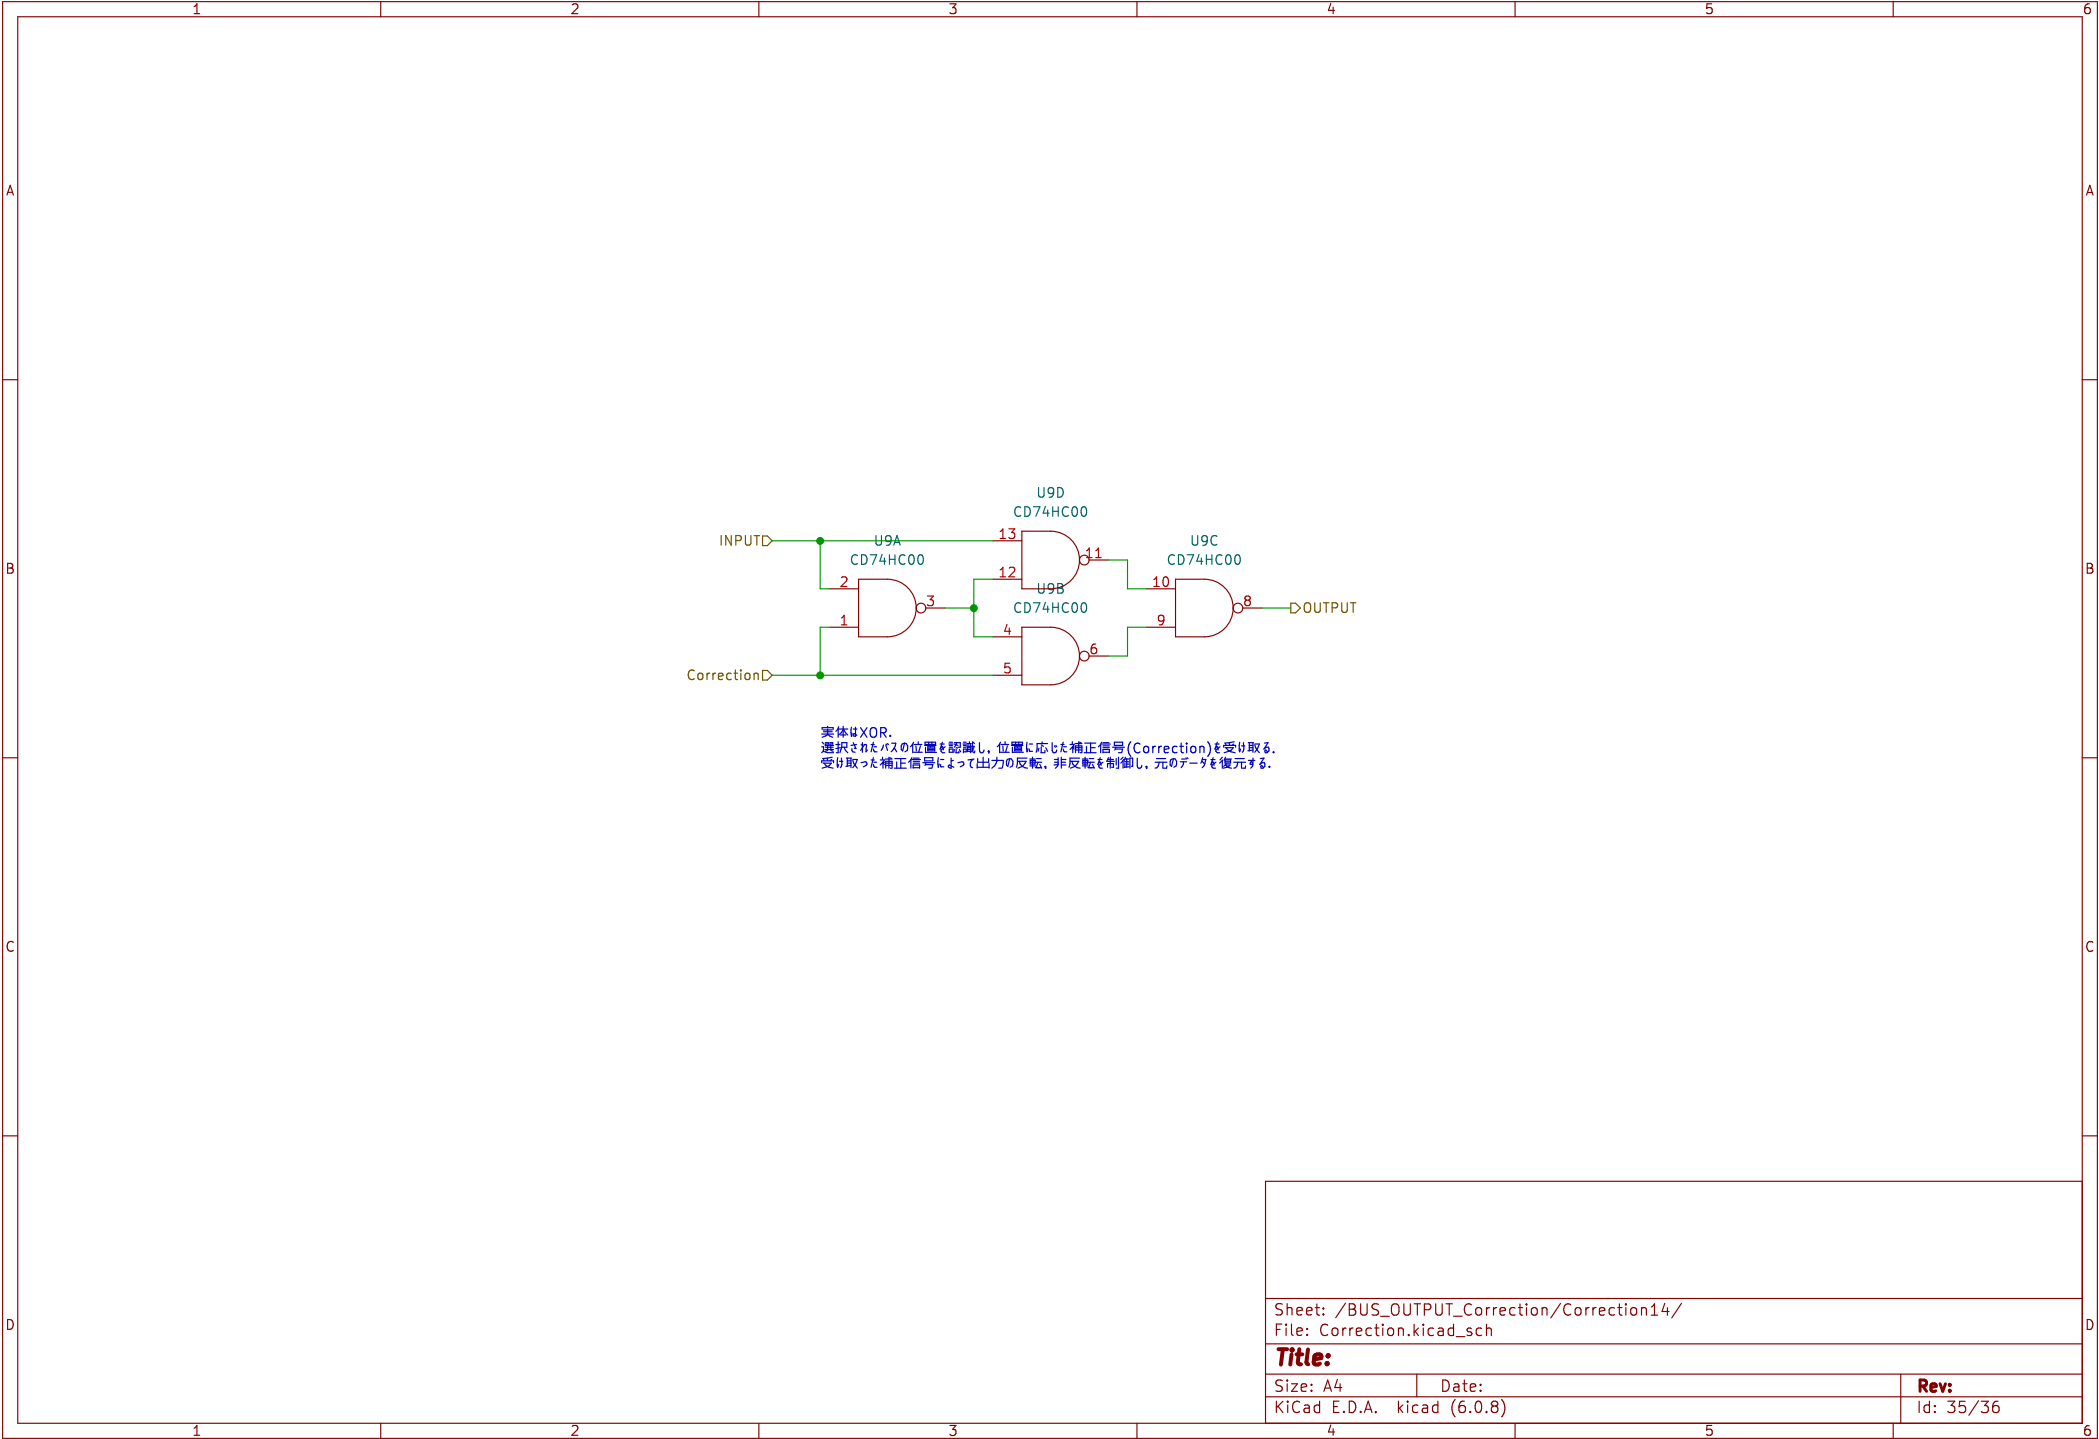 1 2 3 4 5 6
A A
U9D
CD74HC00
INPUT U9A 13 11 U9C
CD74HC00 CD74HC00
B B
2 12 U9B 10
3 CD74HC00 8 OUTPUT
1 4 9
6
Correction 5
実体はXOR.
選択されたバスの位置を認識し, 位置に応じた補正信号(Correction)を受け取る.
受け取った補正信号によって出力の反転, 非反転を制御し, 元のデータを復元する.
C C
Sheet: /BUS_OUTPUT_Correction/Correction14/
D D
File: Correction.kicad_sch
Title:
Size: A4 Date: Rev:
KiCad E.D.A. kicad (6.0.8) Id: 35/36
1 2 3 4 5 6